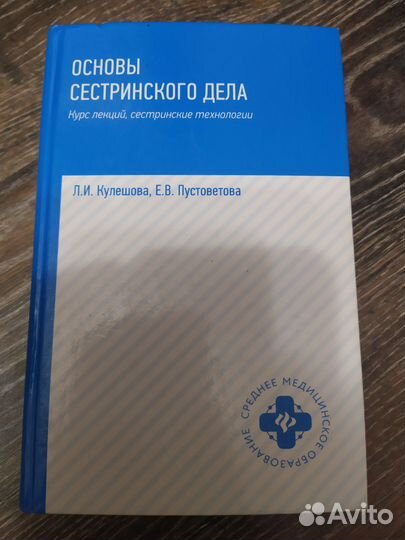 ОСНОВЫ
СЕСТРИНСКОГО ДЕЛА
Курс лекций, сестринские технологии
Л.И. Кулешова, Е.В. Пустоветова
СРЕДНЕЕ МЕДИЦИНСКОЕ ОБРАЗОВАНИЕ
Avito